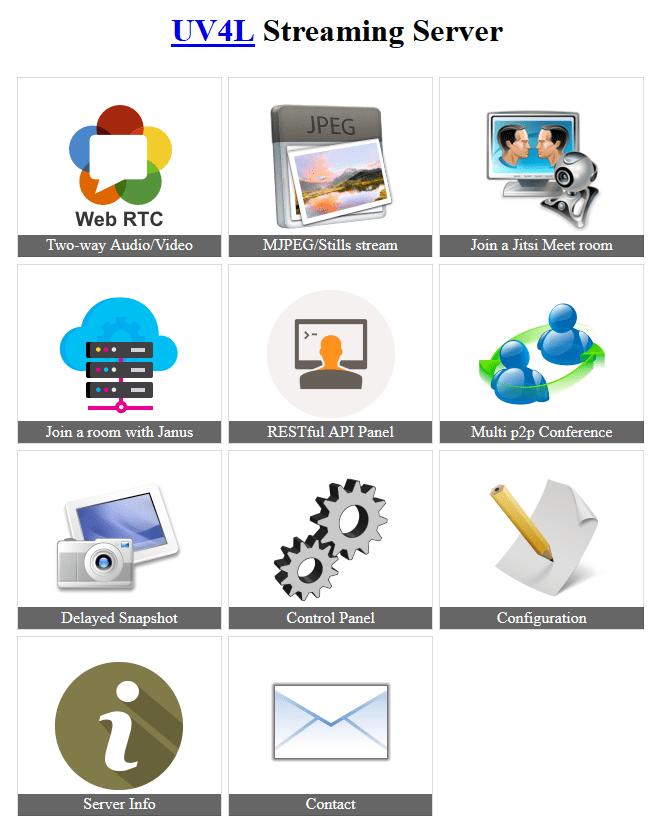 UV4L Streaming Server
JPEG
Web RTC
Two-way Audio/Video
MJPEG/Stills stream
Join a Jitsi Meet room
Join a room with Janus
RESTful API Panel
Multi p2p Conference
Delayed Snapshot
Control Panel
Configuration
Server Info
Contact